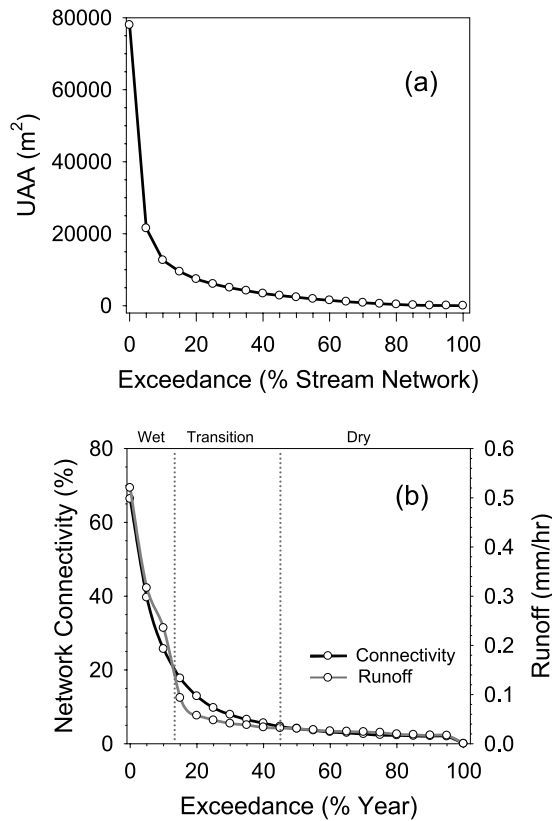 80000
60000
40000
20000
0
UAA (m²)
(a)
0 20 40 60 80 100
Exceedance (% Stream Network)
Wet Transition Dry
80
60
40
20
0
Network Connectivity (%)
(b)
0.6
0.5
0.4
0.3
0.2
0.1
0.0
Runoff (mm/hr)
Connectivity
Runoff
0 20 40 60 80 100
Exceedance (% Year)